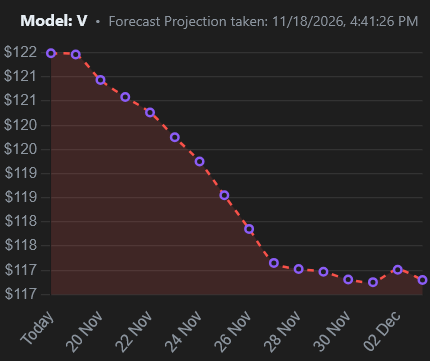 Model: V • Forecast Projection taken: 11/18/2026, 4:41:26 PM
$122
$121
$121
$120
$120
$119
$119
$118
$118
$117
$117
Today
20 Nov
22 Nov
24 Nov
26 Nov
28 Nov
30 Nov
02 Dec